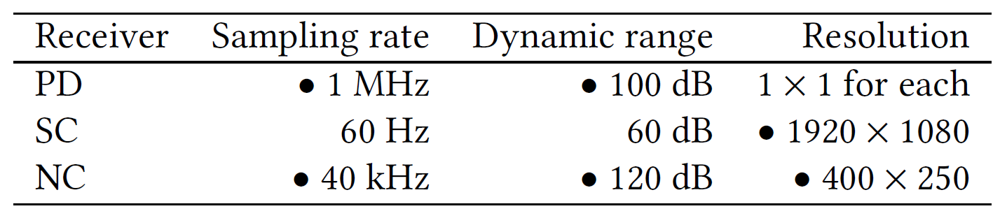 Receiver Sampling rate Dynamic range Resolution
PD • 1 MHz • 100 dB 1 × 1 for each
SC 60 Hz 60 dB • 1920 × 1080
NC • 40 kHz • 120 dB • 400 × 250